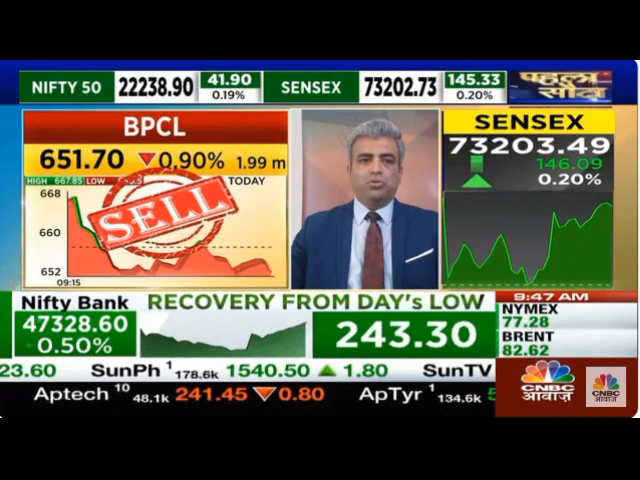 NIFTY 50 22238.90 41.90 0.19% SENSEX 73202.73 145.33 0.20% पहला सौदा
BPCL
651.70 0.90% 1.99 m
HIGH 667.85 LOW TODAY
668
660
652
09:15
SELL
SENSEX
73203.49
146.09
0.20%
Nifty Bank
47328.60
0.50%
RECOVERY FROM DAY's LOW
243.30
9:47 AM
NYMEX
77.28
BRENT
82.62
23.60 SunPh 1 178.6k 1540.50 1.80 SunTV
Aptech 10 48.1k 241.45 0.80 ApTyr 1 134.6k
CNBC
आवाज़
CNBC
आवाज़